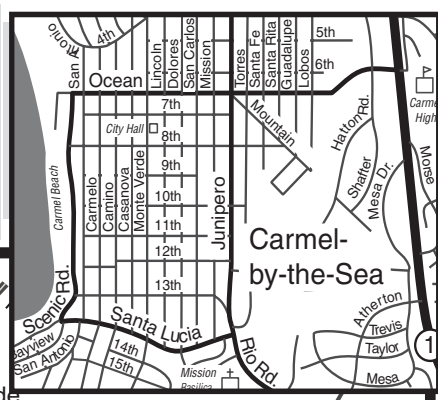 4th
San A
tonio
Lincoln
Dolores
San Carlos
Mission
Torres
Santa Fe
Santa Rita
Guadalupe
Lobos
5th
6th
Ocean
7th
City Hall
8th
Mountain
Hatton Rd.
Carme
High
9th
Carmel Beach
Carmelo
Camino
Casanova
Monte Verde
10th
Junipero
Shafter
Mesa Dr.
Morse
11th
Carmel-
by-the-Sea
12th
13th
Scenic Rd.
Santa Lucia
Atherton
Trevis
Taylor
Mesa
1
Bayview
San Antonio
14th
15th
Rio Rd.
Mission
Basilica
de